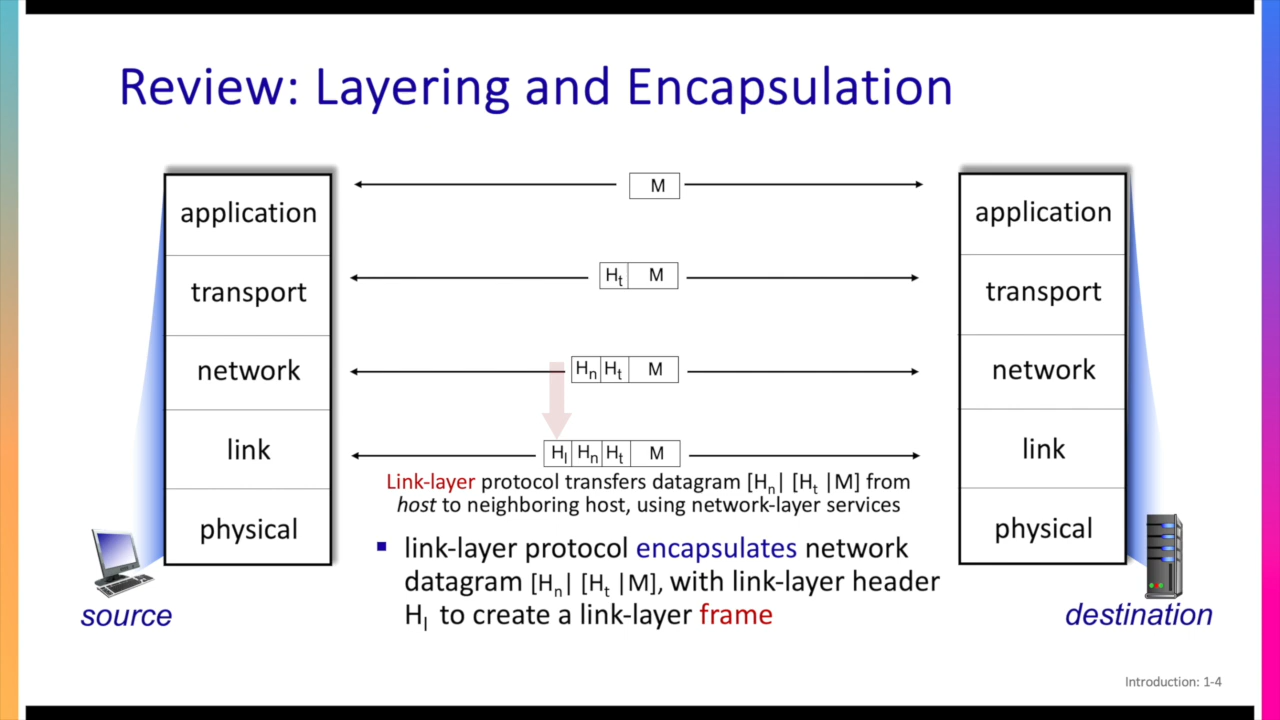 Review: Layering and Encapsulation
application
transport
network
link
physical
source
M
Ht M
Hn Ht M
Hl Hn Ht M
Link-layer protocol transfers datagram [Hn| [Ht |M] from
host to neighboring host, using network-layer services
▪ link-layer protocol encapsulates network
datagram [Hn| [Ht |M], with link-layer header
Hl to create a link-layer frame
application
transport
network
link
physical
destination
Introduction: 1-4